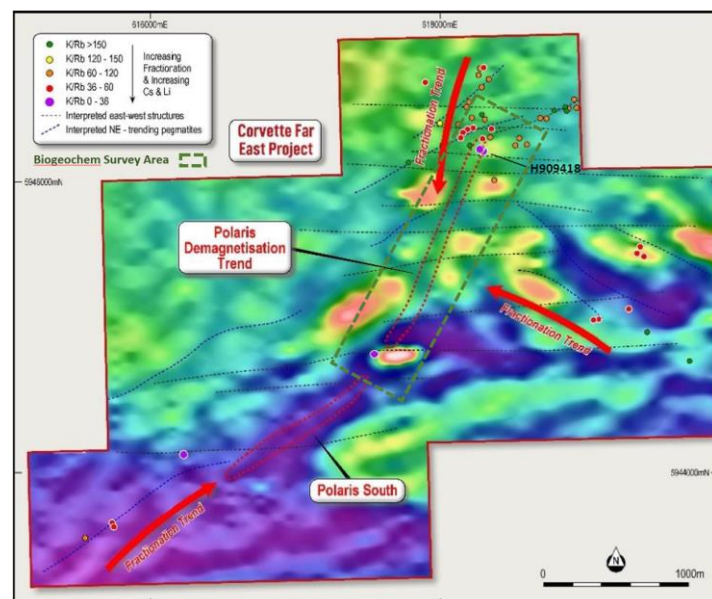 616000mE
618000mE
K/Rb >150
K/Rb 120 - 150
K/Rb 60 - 120
K/Rb 36 - 60
K/Rb 0 - 36
Increasing
Fractionation
& Increasing
Cs & Li
Interpreted east-west structures
Interpreted NE - trending pegmatites
Biogeochem Survey Area
Corvette Far
East Project
Fractionation Trend
H909418
5946000mN
Polaris
Demagnetisation
Trend
Fractionation Trend
5944000mN
Polaris South
Fractionation Trend
N
0
1000m